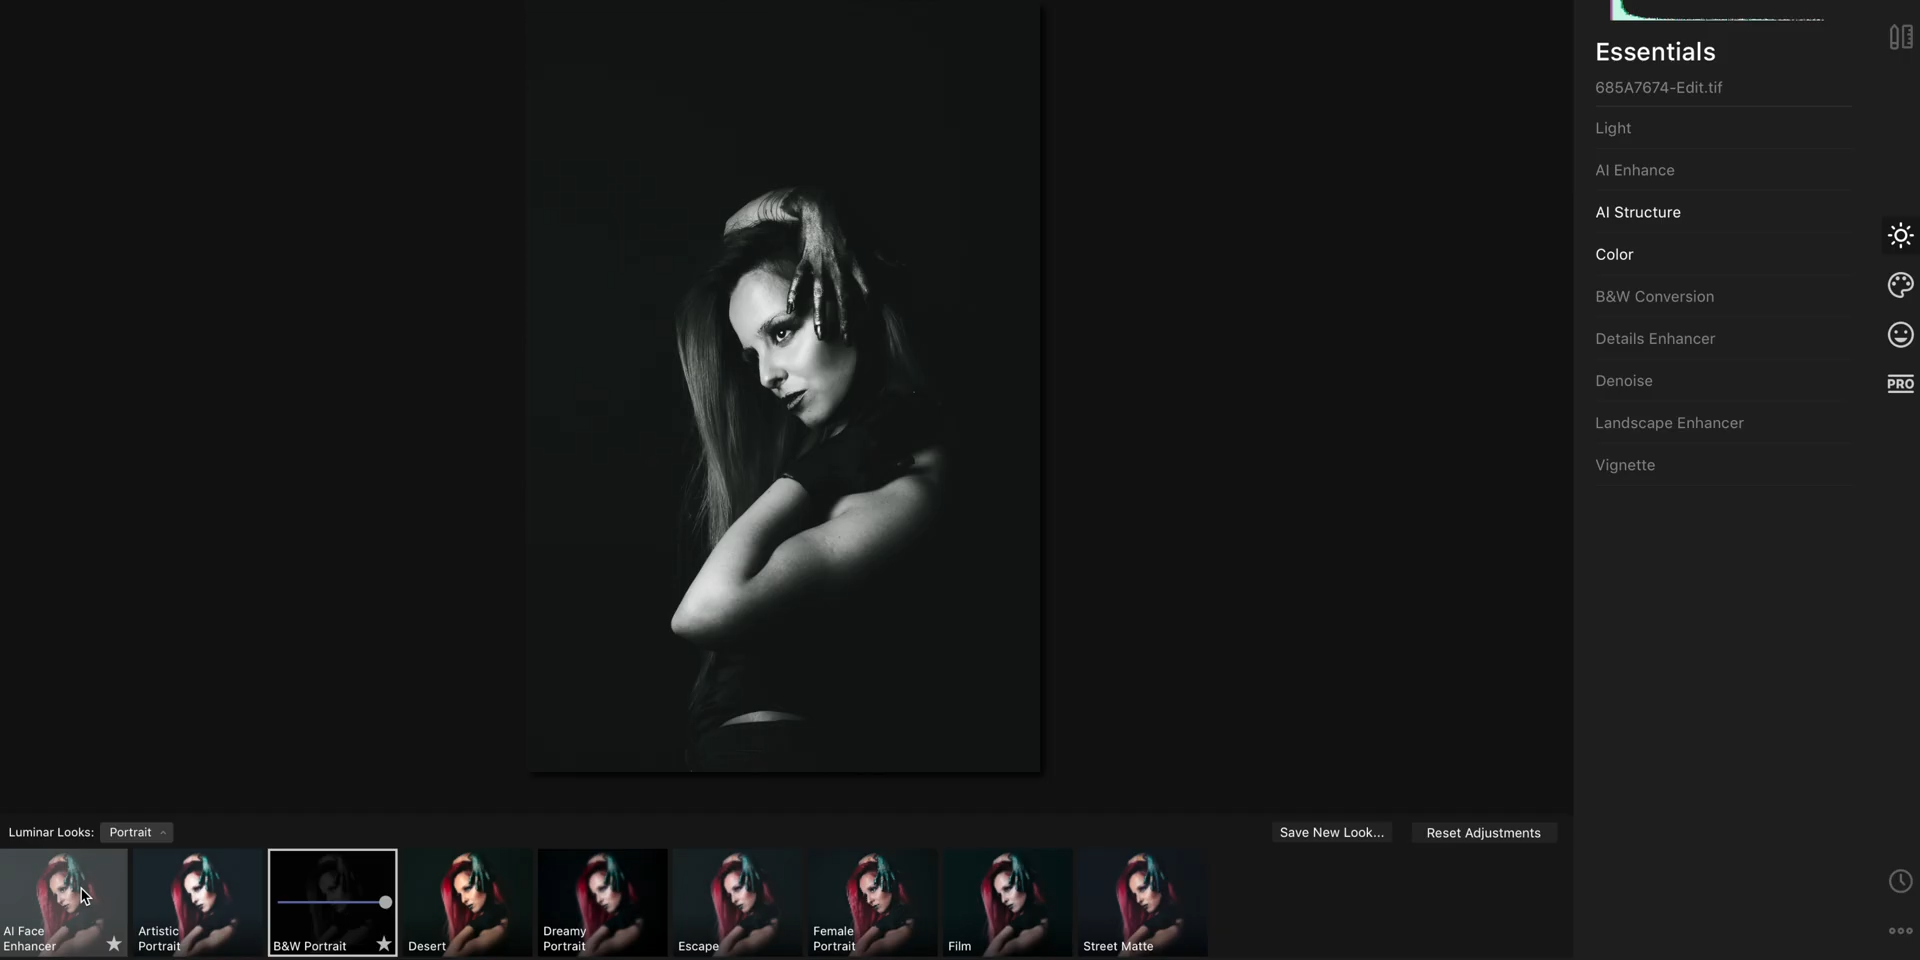 Essentials
685A7674-Edit.tif
Light
AI Enhance
AI Structure
Color
B&W Conversion
Details Enhancer
Denoise
Landscape Enhancer
Vignette
PRO
Luminar Looks:
Portrait
Save New Look...
Reset Adjustments
AI Face
Enhancer
Artistic
Portrait
B&W Portrait
Desert
Dreamy
Portrait
Escape
Female
Portrait
Film
Street Matte